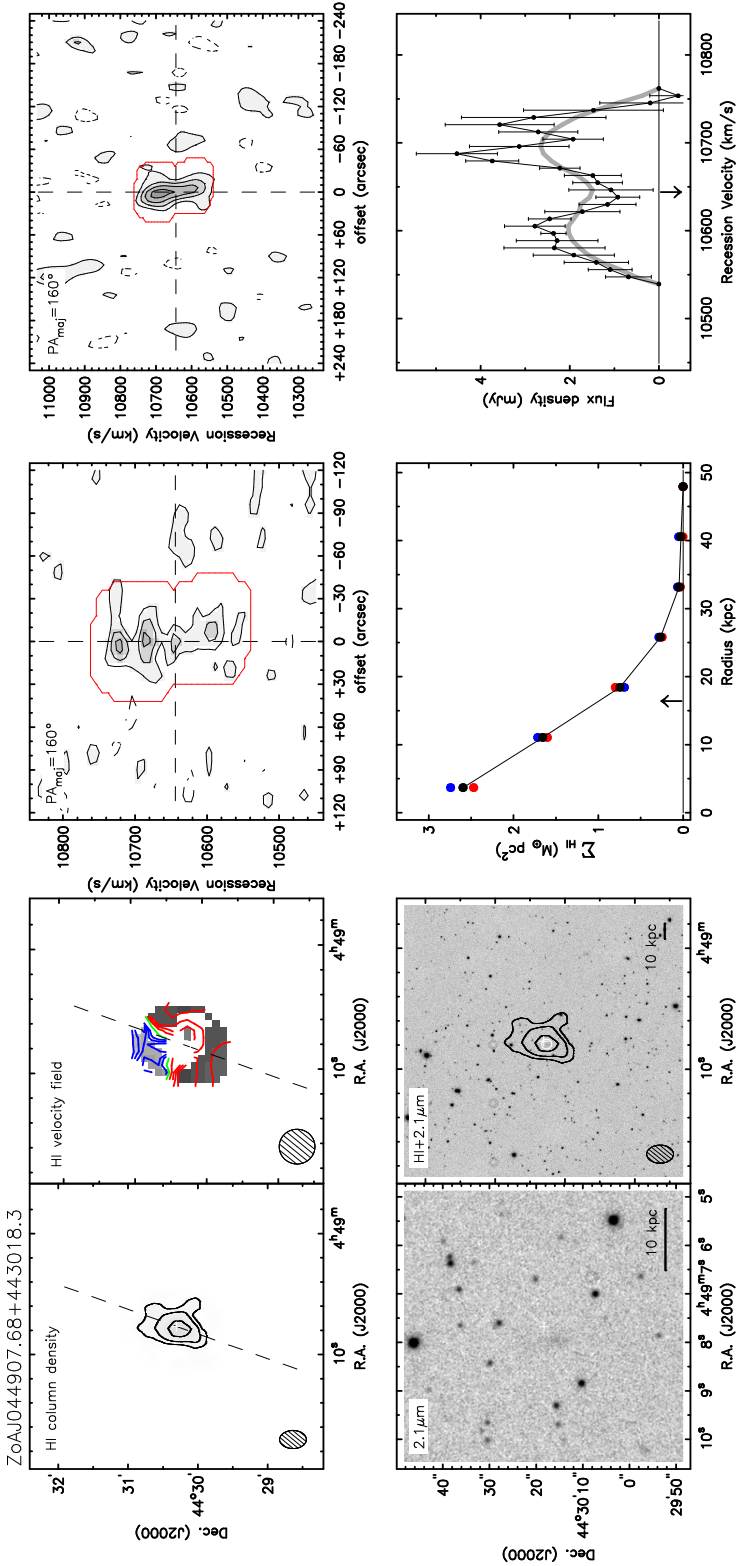 ZoAJ044907.68+443018.3
HI column density
32'
31'
44°30'
29'
Dec. (J2000)
10ˢ
4ʰ49ᵐ
R.A. (J2000)
HI velocity field
10ˢ
4ʰ49ᵐ
R.A. (J2000)
PA_maj=160°
10800
10700
10600
10500
Recession Velocity (km/s)
+120 +90 +60 +30 0 −30 −60 −90 −120
offset (arcsec)
PA_maj=160°
11000
10900
10800
10700
10600
10500
10400
10300
Recession Velocity (km/s)
+240 +180 +120 +60 0 −60 −120 −180 −240
offset (arcsec)
2.1μm
40"
30"
20"
44°30'10"
0"
29'50"
Dec. (J2000)
10 kpc
10ˢ 9ˢ 8ˢ 4ʰ49ᵐ7ˢ 6ˢ 5ˢ
R.A. (J2000)
HI+2.1μm
10 kpc
10ˢ
4ʰ49ᵐ
R.A. (J2000)
3
2
1
0
Σ_HI (M⊙ pc²)
0 10 20 30 40 50
Radius (kpc)
4
2
0
Flux density (mJy)
10500 10600 10700 10800
Recession Velocity (km/s)